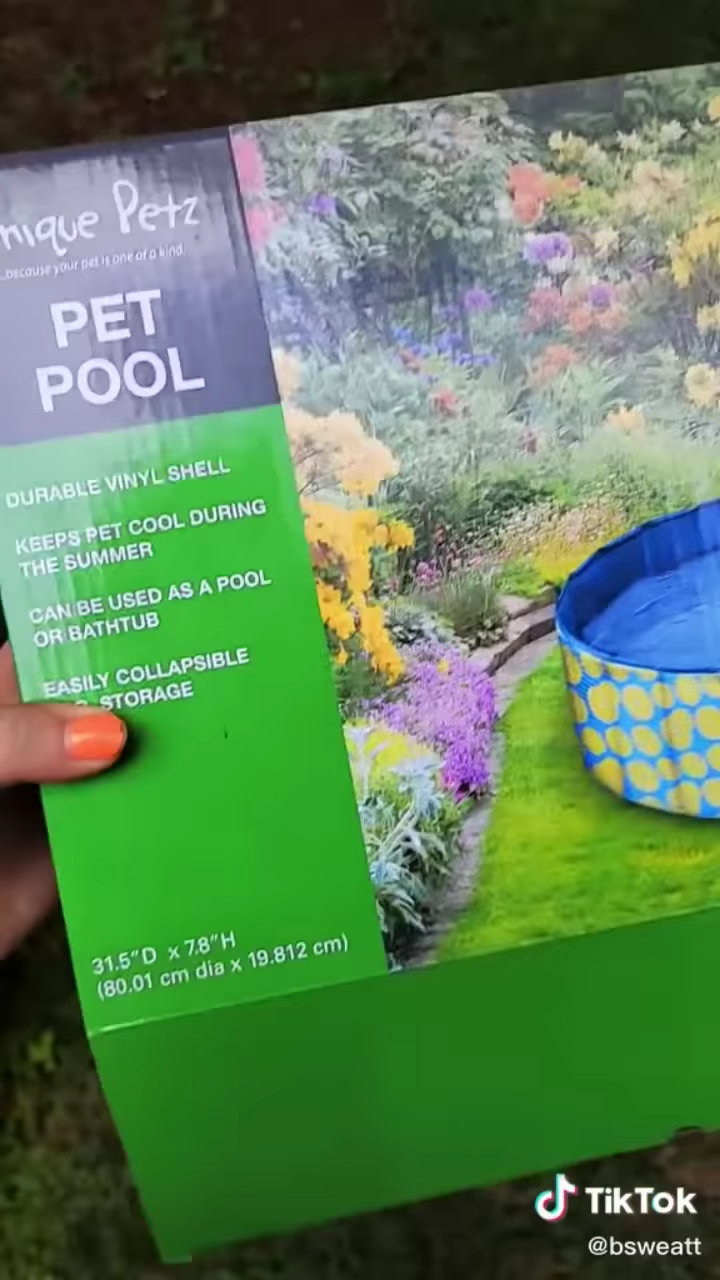 nique Petz
...because your pet is one of a kind.
PET
POOL
DURABLE VINYL SHELL
KEEPS PET COOL DURING
THE SUMMER
CAN BE USED AS A POOL
OR BATHTUB
EASILY COLLAPSIBLE
STORAGE
31.5"D x 7.8"H
(80.01 cm dia x 19.812 cm)
TikTok
@bsweatt